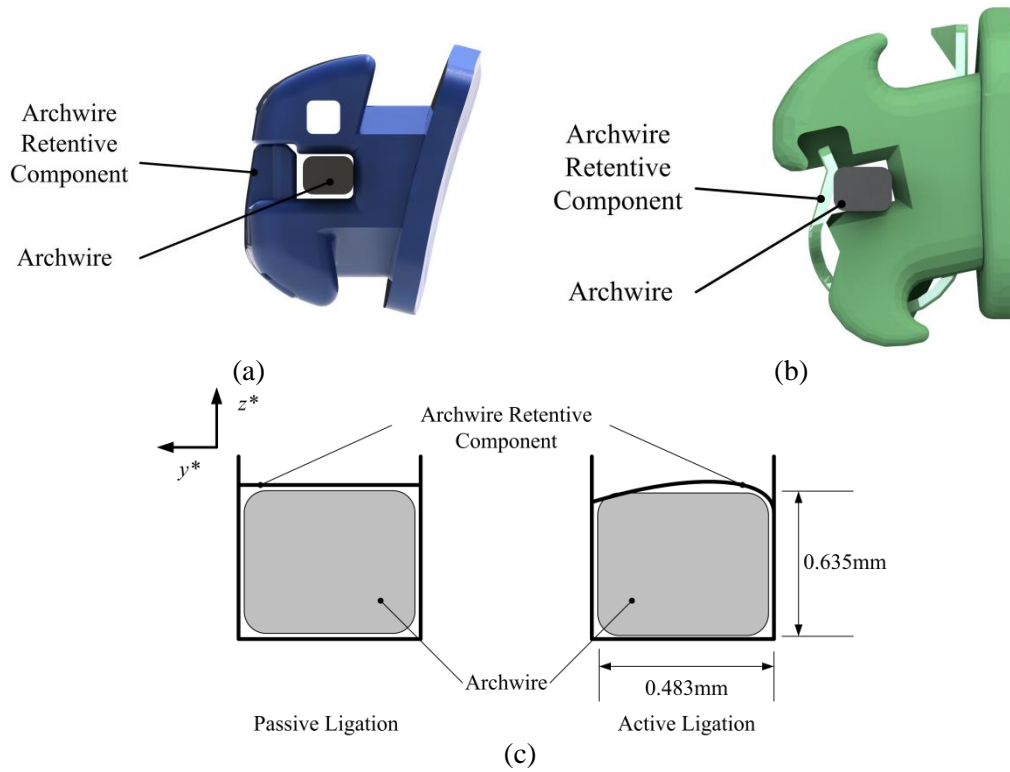 Archwire
Retentive
Component
Archwire
(a)
Archwire
Retentive
Component
Archwire
(b)
z*
y*
Archwire Retentive
Component
0.635mm
Archwire
0.483mm
Passive Ligation
Active Ligation
(c)